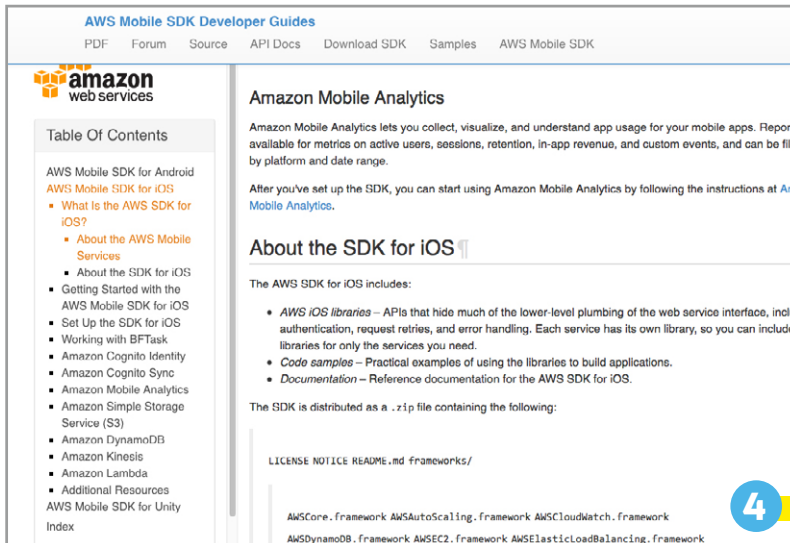 AWS Mobile SDK Developer Guides
PDF Forum Source API Docs Download SDK Samples AWS Mobile SDK
amazon
web services
Table Of Contents
AWS Mobile SDK for Android
AWS Mobile SDK for iOS
What Is the AWS SDK for
iOS?
About the AWS Mobile
Services
About the SDK for iOS
Getting Started with the
AWS Mobile SDK for iOS
Set Up the SDK for iOS
Working with BFTask
Amazon Cognito Identity
Amazon Cognito Sync
Amazon Mobile Analytics
Amazon Simple Storage
Service (S3)
Amazon DynamoDB
Amazon Kinesis
Amazon Lambda
Additional Resources
AWS Mobile SDK for Unity
Index
Amazon Mobile Analytics
Amazon Mobile Analytics lets you collect, visualize, and understand app usage for your mobile apps. Repor
available for metrics on active users, sessions, retention, in-app revenue, and custom events, and can be fil
by platform and date range.
After you've set up the SDK, you can start using Amazon Mobile Analytics by following the instructions at
Mobile Analytics.
About the SDK for iOS¶
The AWS SDK for iOS includes:
AWS iOS libraries – APIs that hide much of the lower-level plumbing of the web service interface, incl
authentication, request retries, and error handling. Each service has its own library, so you can include
libraries for only the services you need.
Code samples – Practical examples of using the libraries to build applications.
Documentation – Reference documentation for the AWS SDK for iOS.
The SDK is distributed as a .zip file containing the following:
LICENSE NOTICE README.md frameworks/
AWSCore.framework AWSAutoScaling.framework AWSCloudWatch.framework
AWSDynamoDB.framework AWSEC2.framework AWSElasticLoadBalancing.framework
4